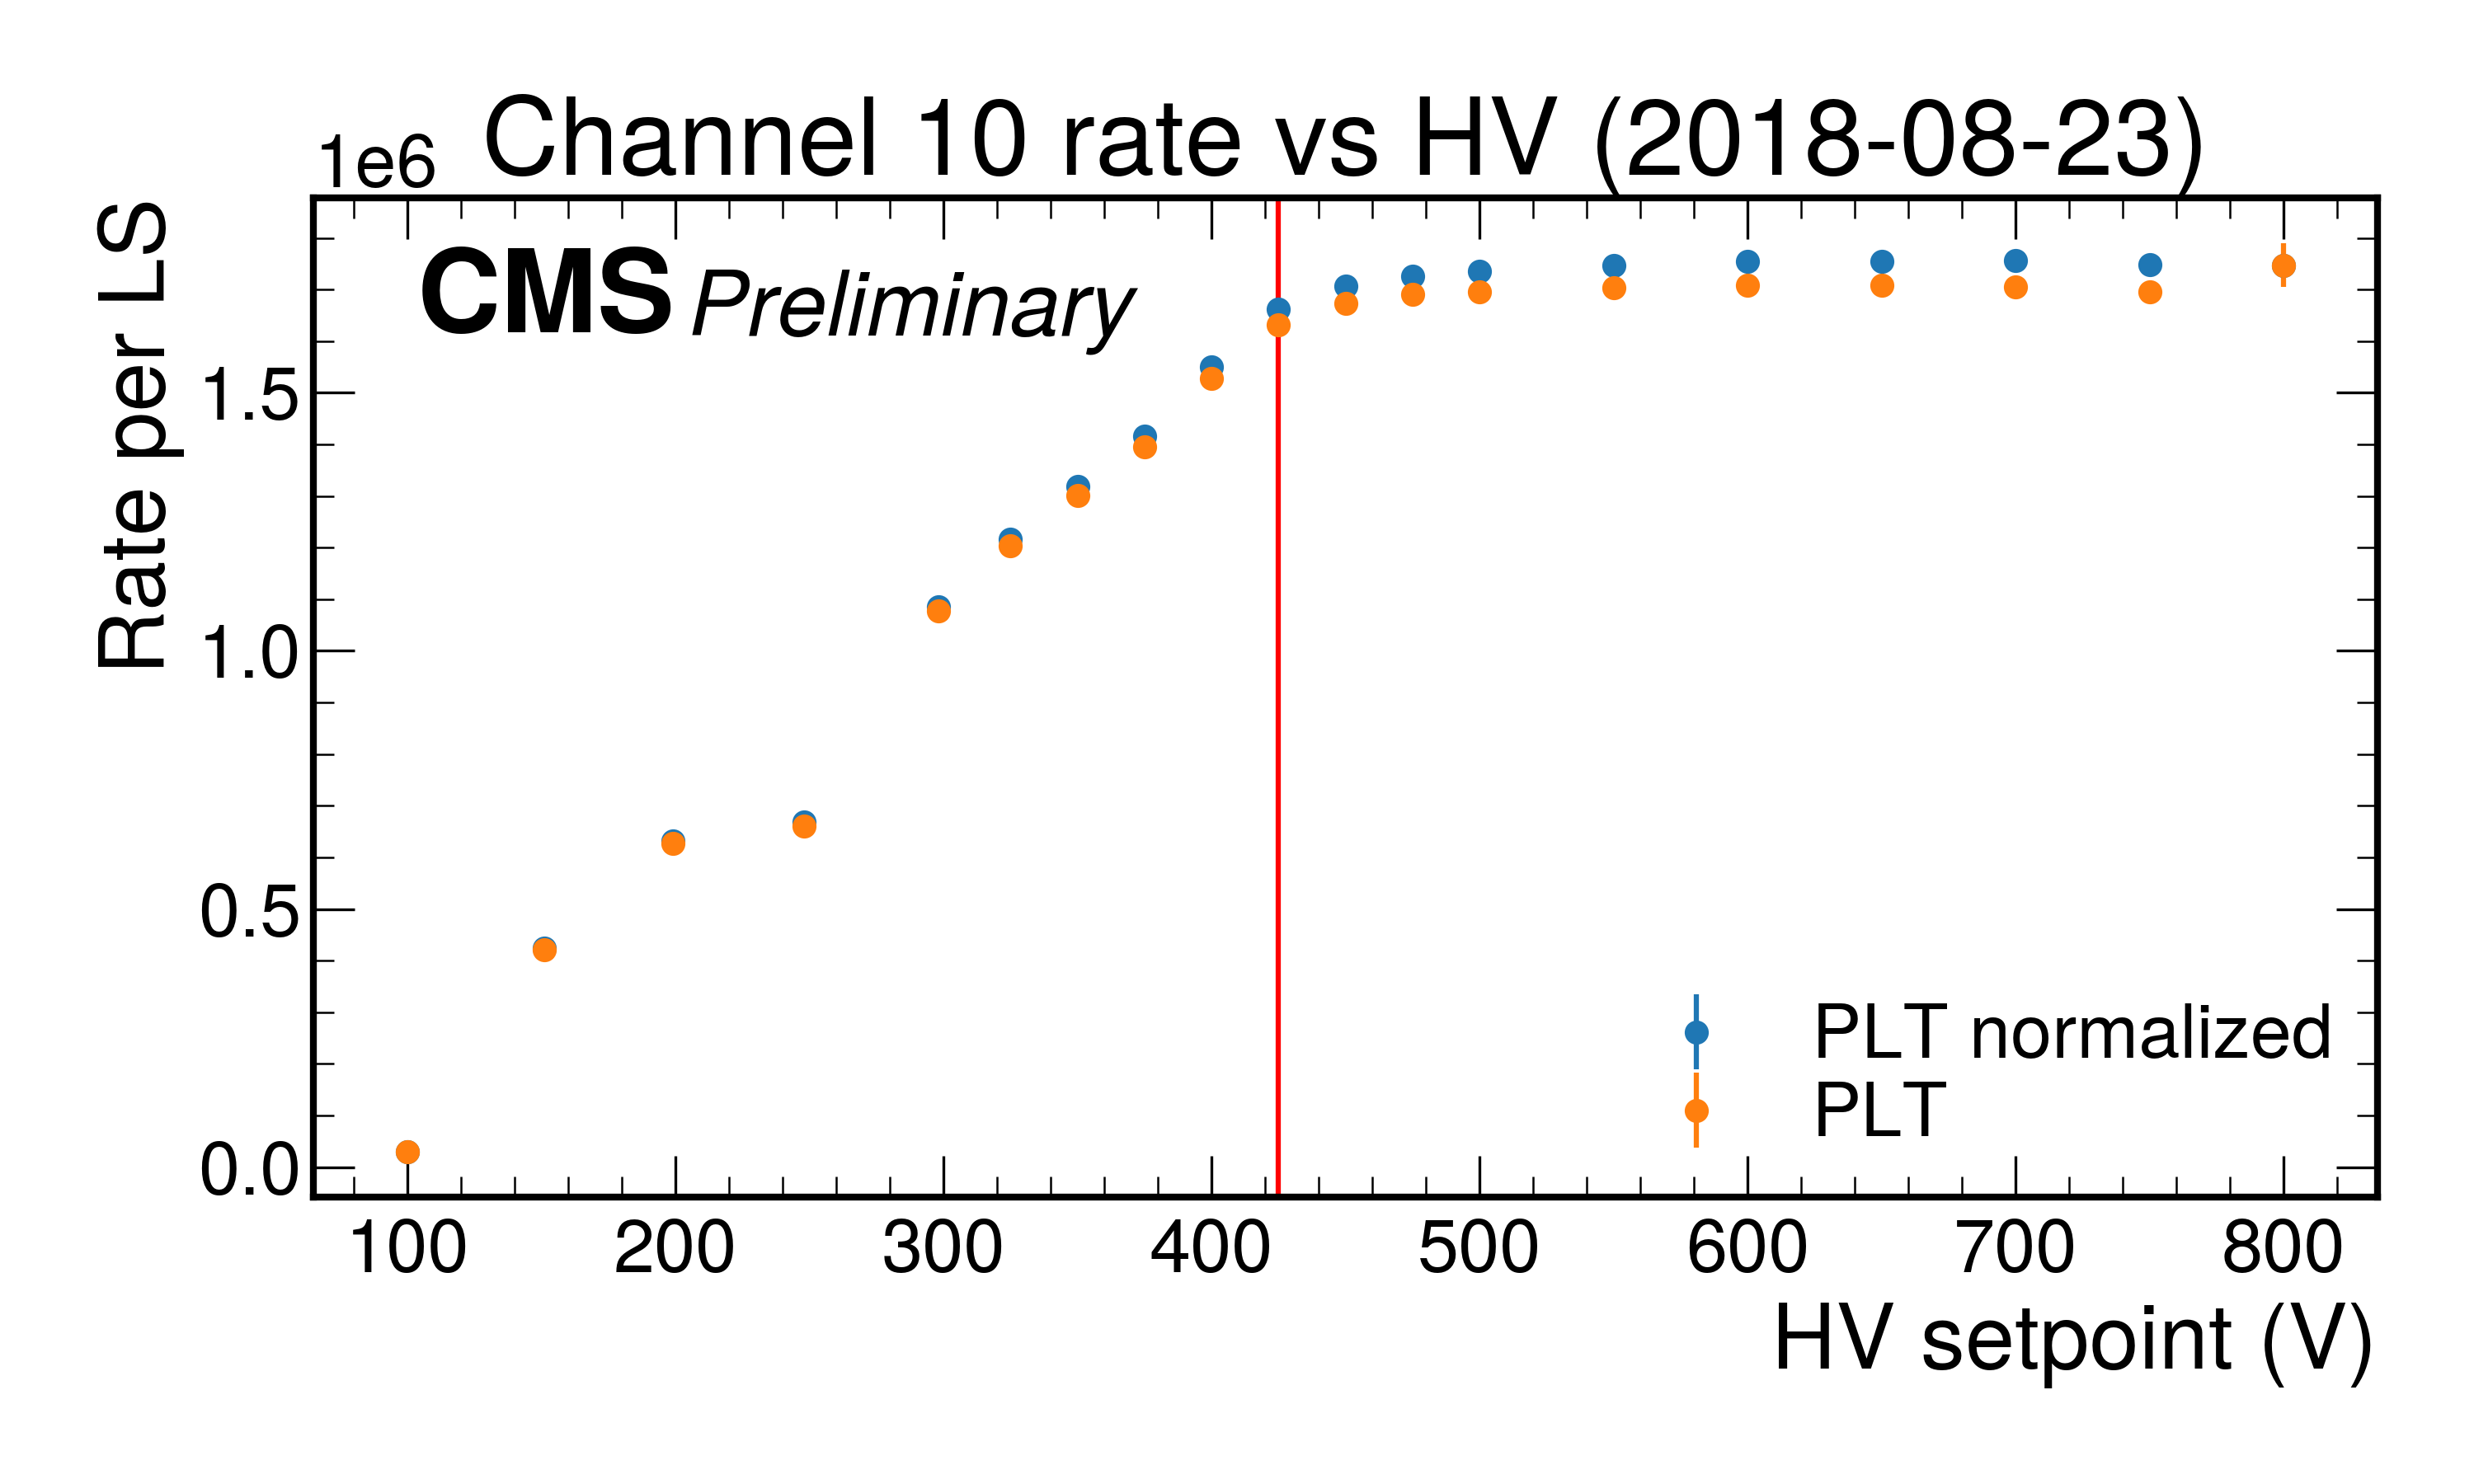 1e6 Channel 10 rate vs HV (2018-08-23)
CMS Preliminary
Rate per LS
1.5
1.0
0.5
0.0
PLT normalized
PLT
100 200 300 400 500 600 700 800
HV setpoint (V)